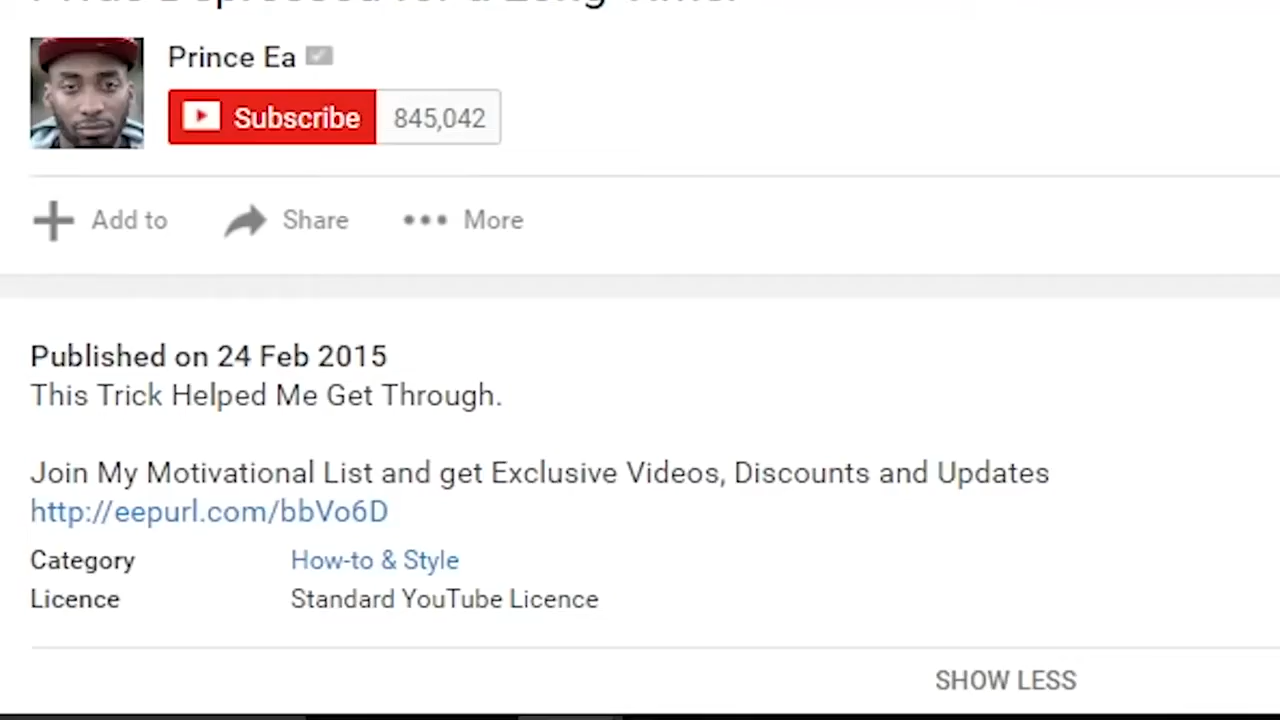 Prince Ea
Subscribe 845,042
Add to Share More
Published on 24 Feb 2015
This Trick Helped Me Get Through.
Join My Motivational List and get Exclusive Videos, Discounts and Updates
http://eepurl.com/bbVo6D
Category How-to & Style
Licence Standard YouTube Licence
SHOW LESS